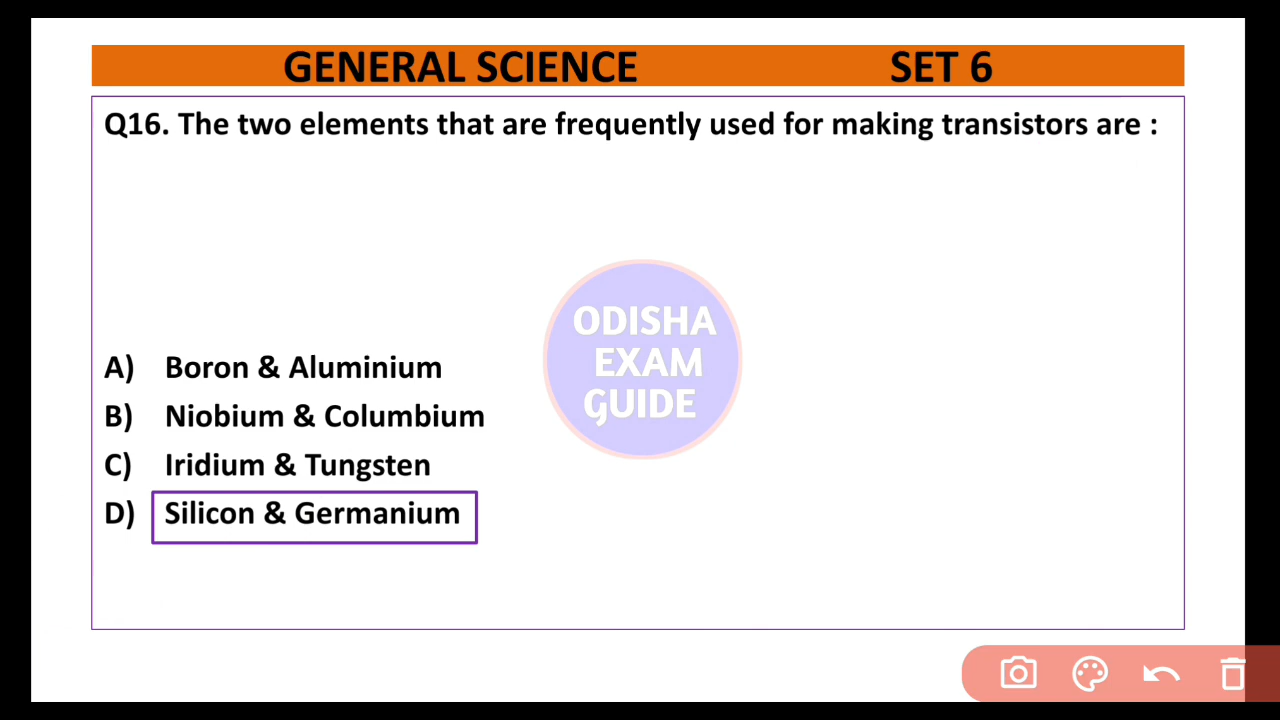 GENERAL SCIENCE SET 6
Q16. The two elements that are frequently used for making transistors are :
ODISHA
EXAM
GUIDE
A) Boron & Aluminium
B) Niobium & Columbium
C) Iridium & Tungsten
D) Silicon & Germanium